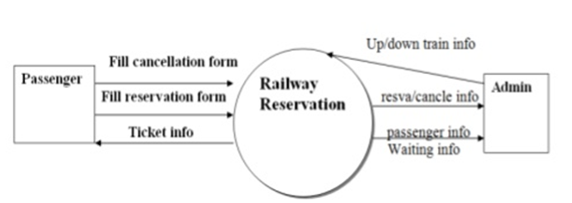 Passenger
Fill cancellation form
Fill reservation form
Ticket info
Railway
Reservation
Up/down train info
resva/cancle info
passenger info
Waiting info
Admin